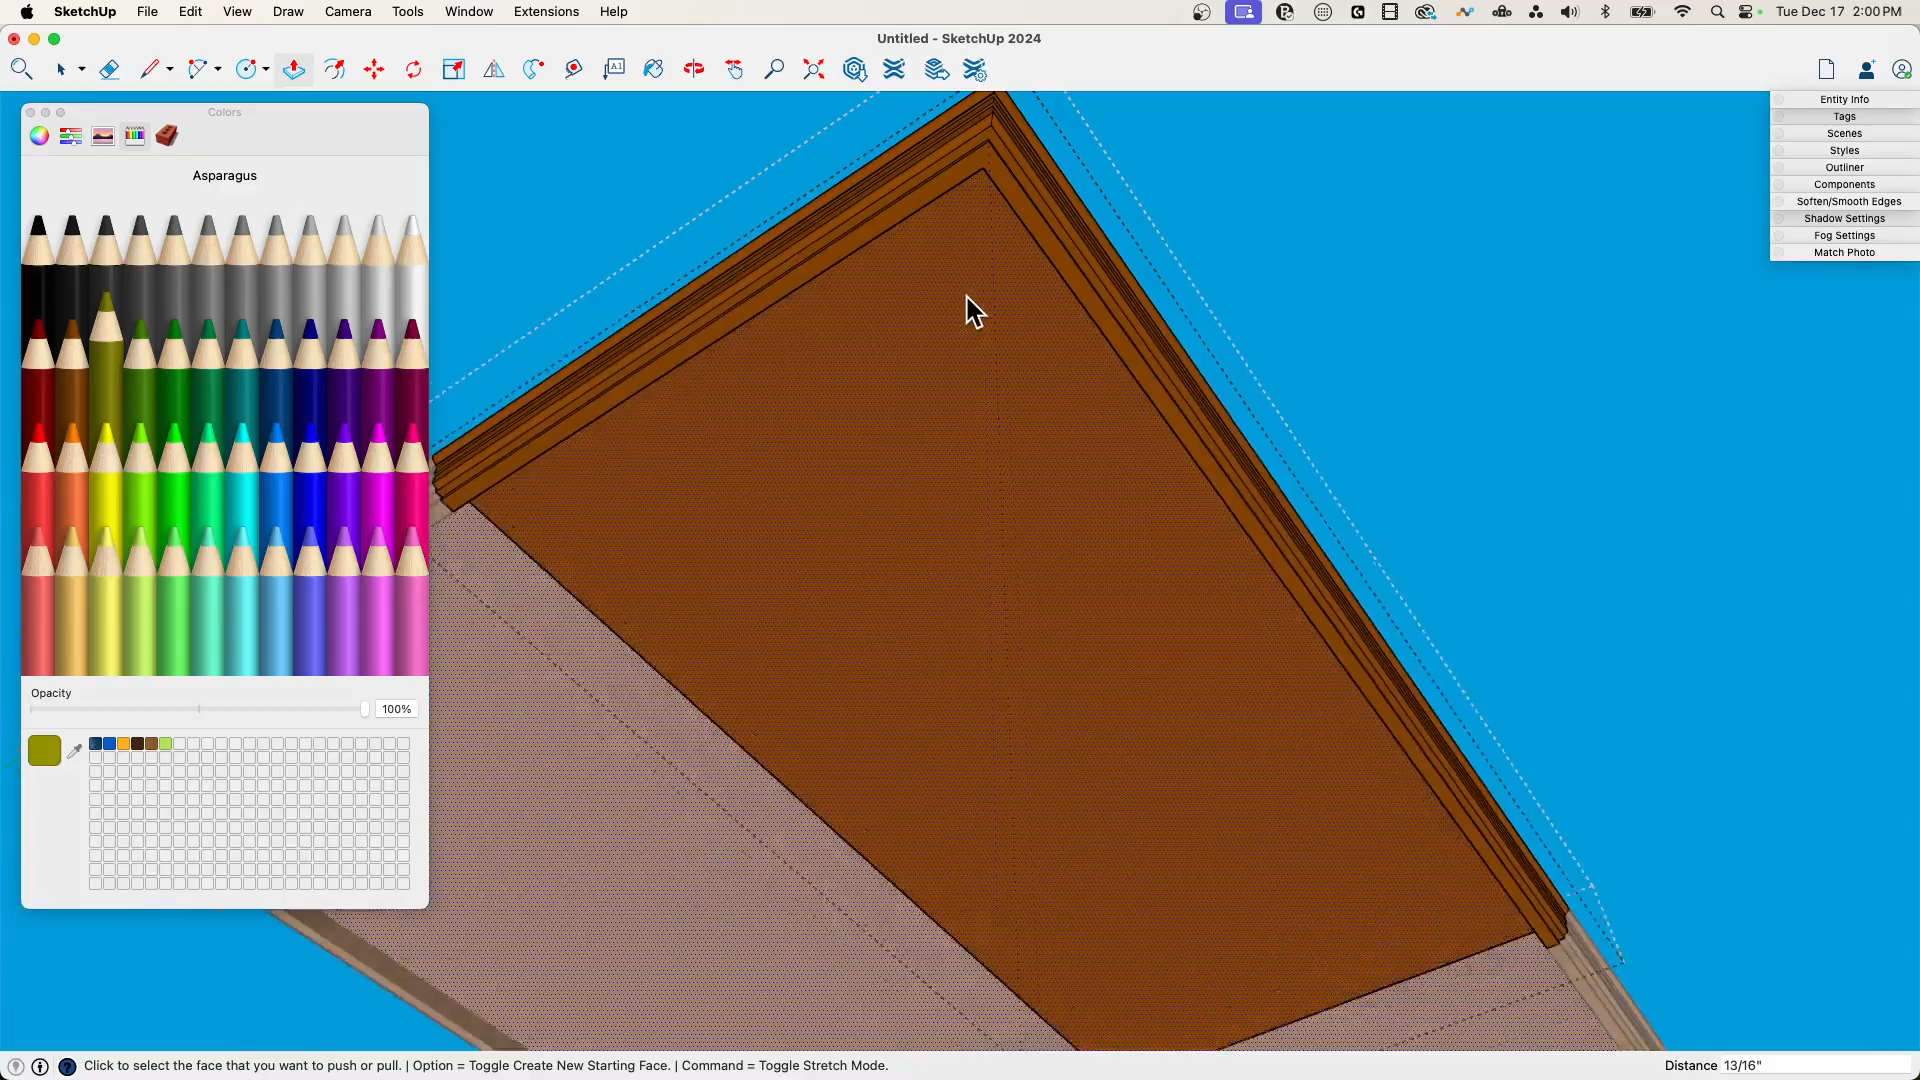 SketchUp File Edit View Draw Camera Tools Window Extensions Help Tue Dec 17 2:00 PM
Untitled - SketchUp 2024
A1
Colors
Asparagus
Entity Info
Tags
Scenes
Styles
Outliner
Components
Soften/Smooth Edges
Shadow Settings
Fog Settings
Match Photo
Opacity
100%
Click to select the face that you want to push or pull. | Option = Toggle Create New Starting Face. | Command = Toggle Stretch Mode. Distance 13/16"